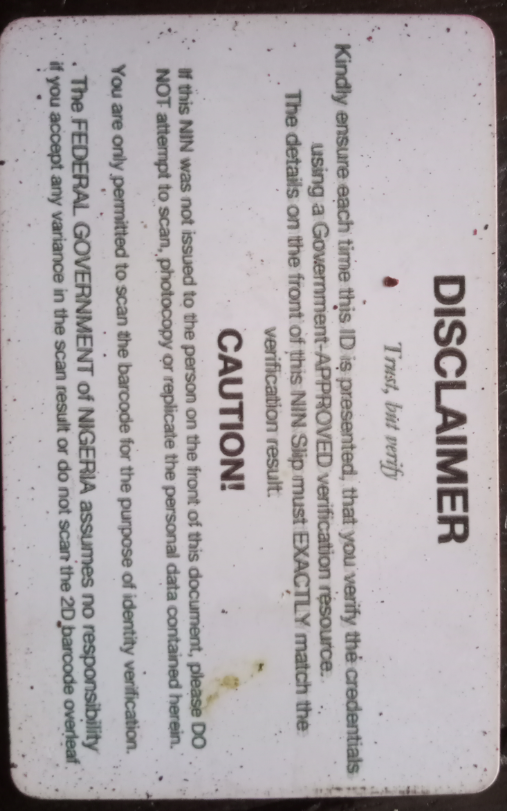 DISCLAIMER
Trust, but verify
Kindly ensure each time this ID is presented, that you verify the credentials
using a Government-APPROVED verification resource.
The details on the front of this NIN Slip must EXACTLY match the
verification result.
CAUTION!
If this NIN was not issued to the person on the front of this document, please DO
NOT attempt to scan, photocopy or replicate the personal data contained herein.
You are only permitted to scan the barcode for the purpose of identity verification.
The FEDERAL GOVERNMENT of NIGERIA assumes no responsibility
if you accept any variance in the scan result or do not scan the 2D barcode overleaf